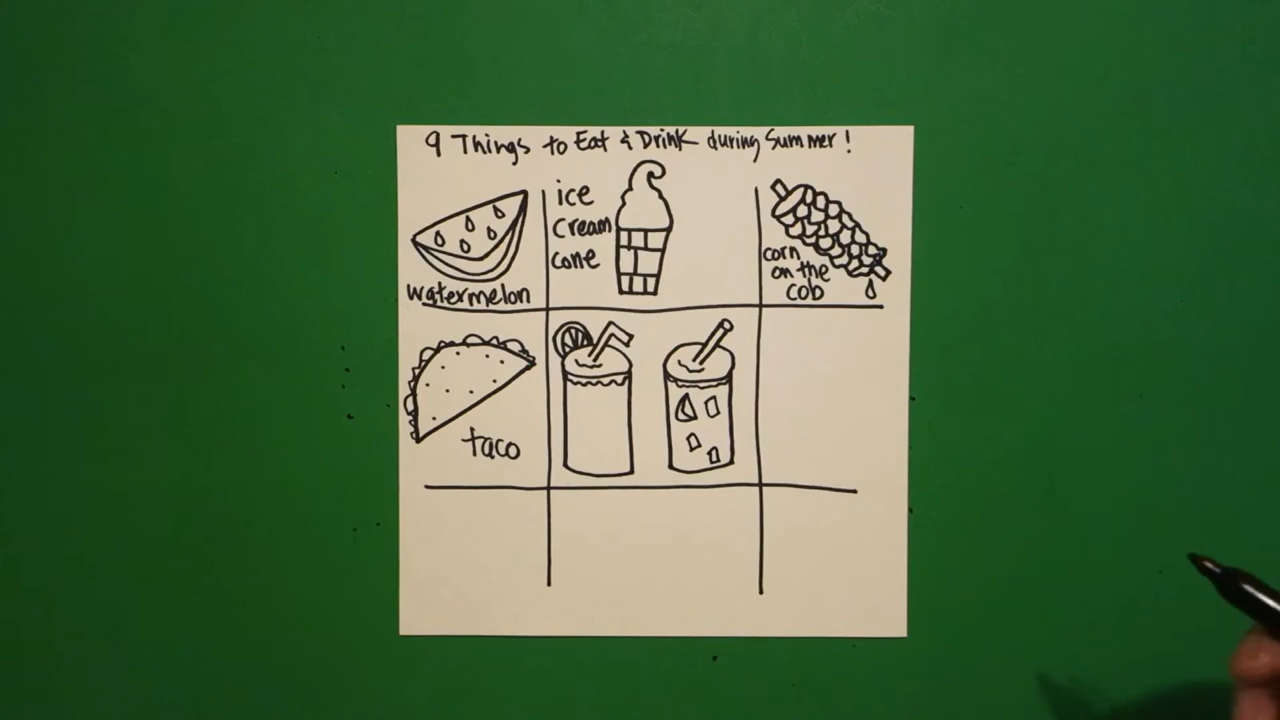 9 Things to Eat & Drink during Summer!
watermelon
ice
cream
cone
corn
on the
cob
taco